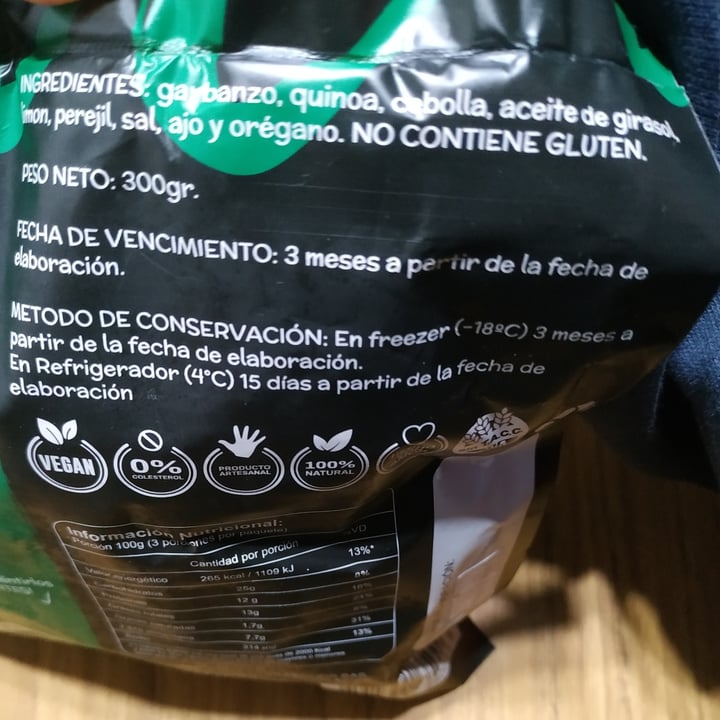 INGREDIENTES: garbanzo, quinoa, cebolla, aceite de girasol,
limon, perejil, sal, ajo y orégano. NO CONTIENE GLUTEN.
PESO NETO: 300gr.
FECHA DE VENCIMIENTO: 3 meses a partir de la fecha de
elaboración.
METODO DE CONSERVACIÓN: En freezer (-18ºC) 3 meses a
partir de la fecha de elaboración.
En Refrigerador (4°C) 15 días a partir de la fecha de
elaboración
VEGAN
0%
COLESTEROL
PRODUCTO
ARTESANAL
100%
NATURAL
Información Nutricional:
Porción 100g (3 porciones por paquete)
Cantidad por porción
Valor energético 265 kcal / 1109 kJ 13%*
25g
12 g
13g
1.7g
7.7g 31%
13%